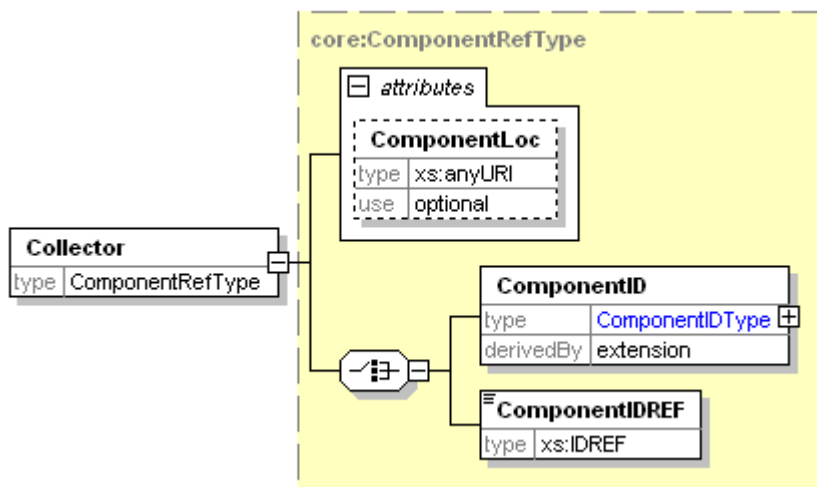 core:ComponentRefType
attributes
ComponentLoc
type xs:anyURI
use optional
Collector
type ComponentRefType
ComponentID
type ComponentIDType
derivedBy extension
ComponentIDREF
type xs:IDREF